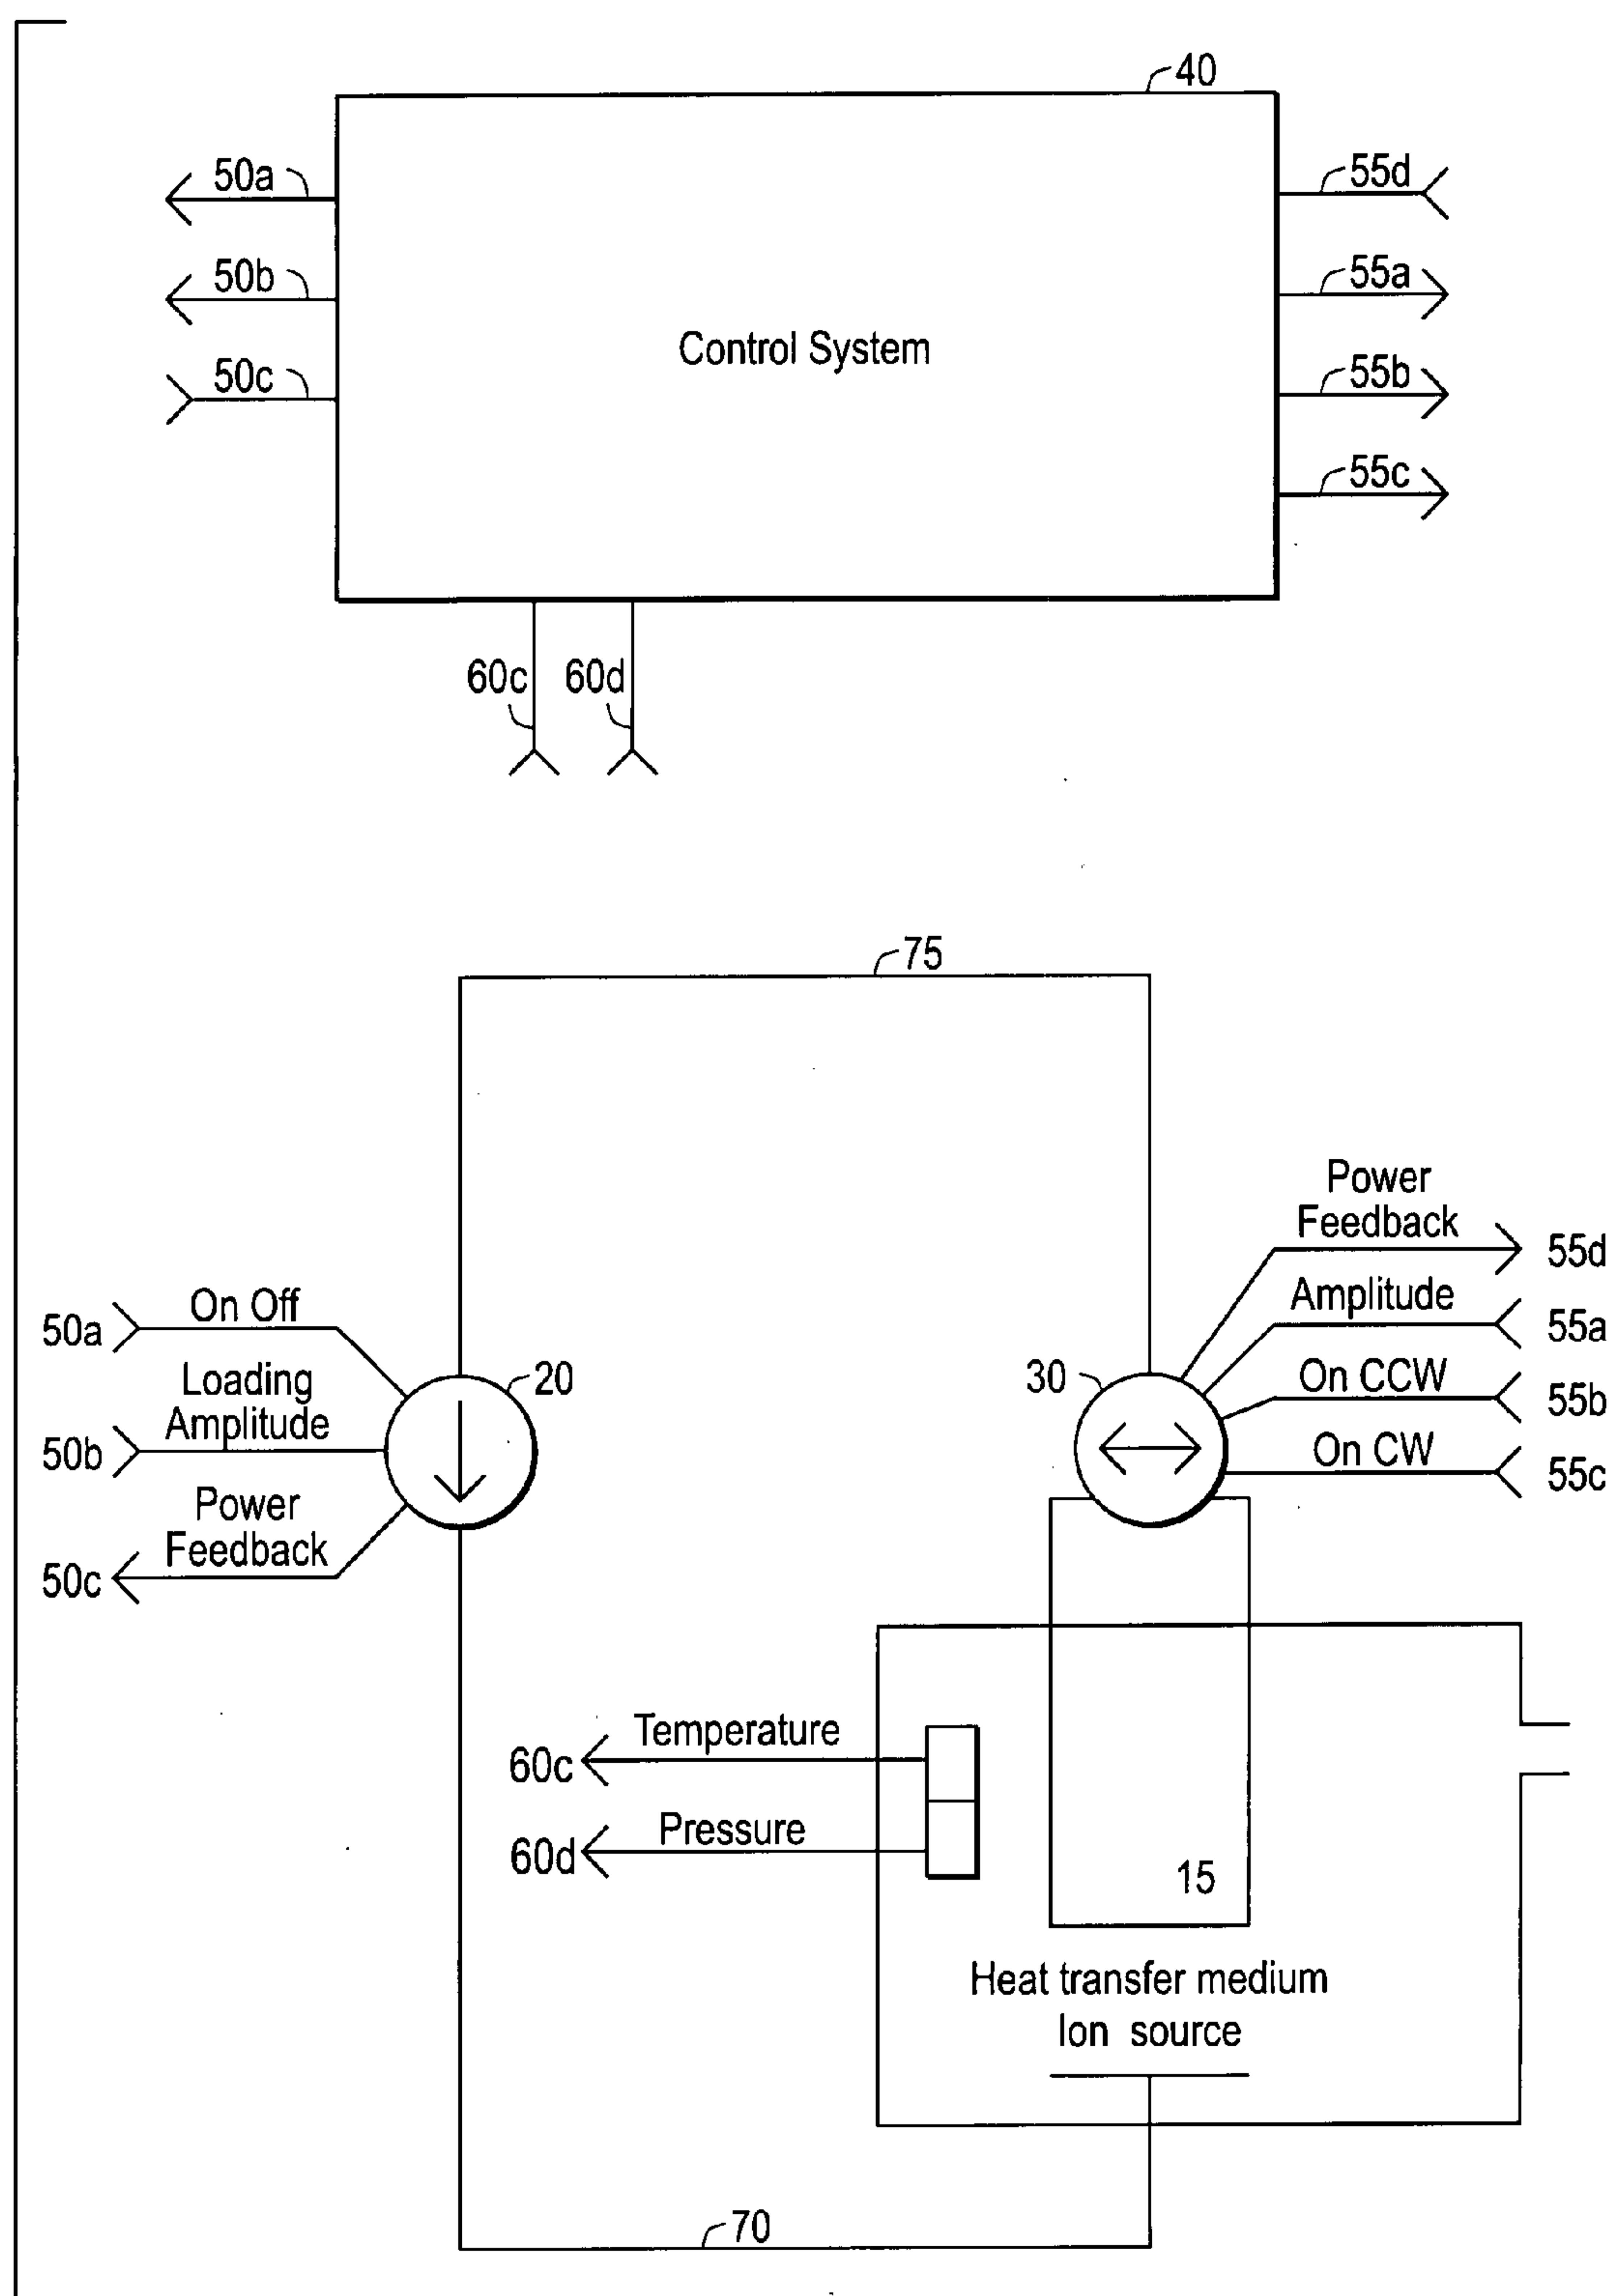 40
50a
55d
50b
55a
Control System
50c
55b
55c
60c
60d
75
Power
Feedback
55d
Amplitude
55a
On CCW
55b
On CW
55c
On Off
50a
Loading
Amplitude
50b
Power
Feedback
50c
20
30
Temperature
60c
Pressure
60d
15
Heat transfer medium
Ion source
70